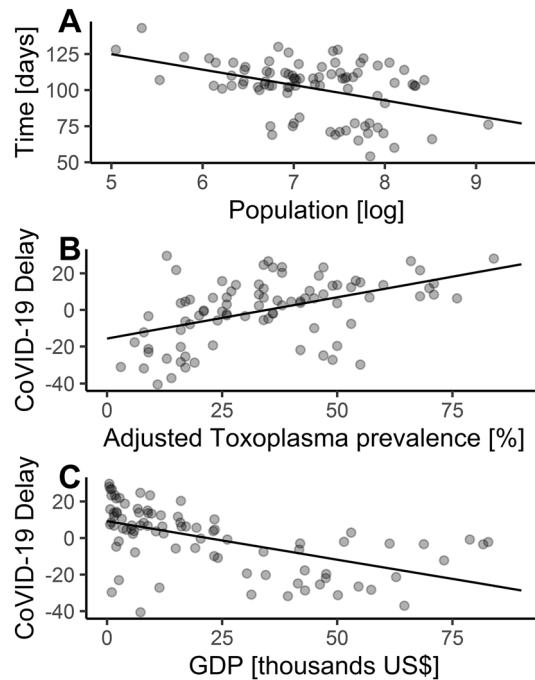 A
Time [days]
125
100
75
50
5 6 7 8 9
Population [log]
B
CoVID-19 Delay
20
0
-20
-40
0 25 50 75
Adjusted Toxoplasma prevalence [%]
C
CoVID-19 Delay
20
0
-20
-40
0 25 50 75
GDP [thousands US$]